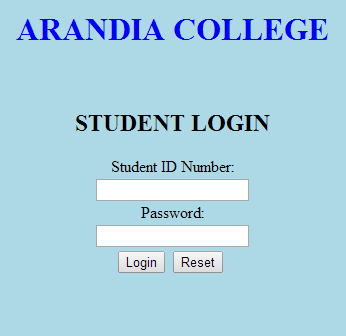 ARANDIA COLLEGE
STUDENT LOGIN
Student ID Number:
Password:
Login Reset